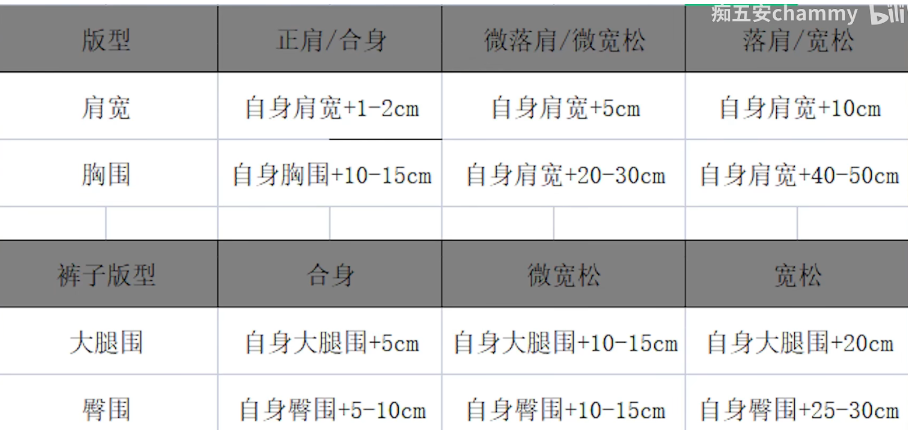 痴五安chammy bili
版型 正肩/合身 微落肩/微宽松 落肩/宽松
肩宽 自身肩宽+1-2cm 自身肩宽+5cm 自身肩宽+10cm
胸围 自身胸围+10-15cm 自身肩宽+20-30cm 自身肩宽+40-50cm
裤子版型 合身 微宽松 宽松
大腿围 自身大腿围+5cm 自身大腿围+10-15cm 自身大腿围+20cm
臀围 自身臀围+5-10cm 自身臀围+10-15cm 自身臀围+25-30cm